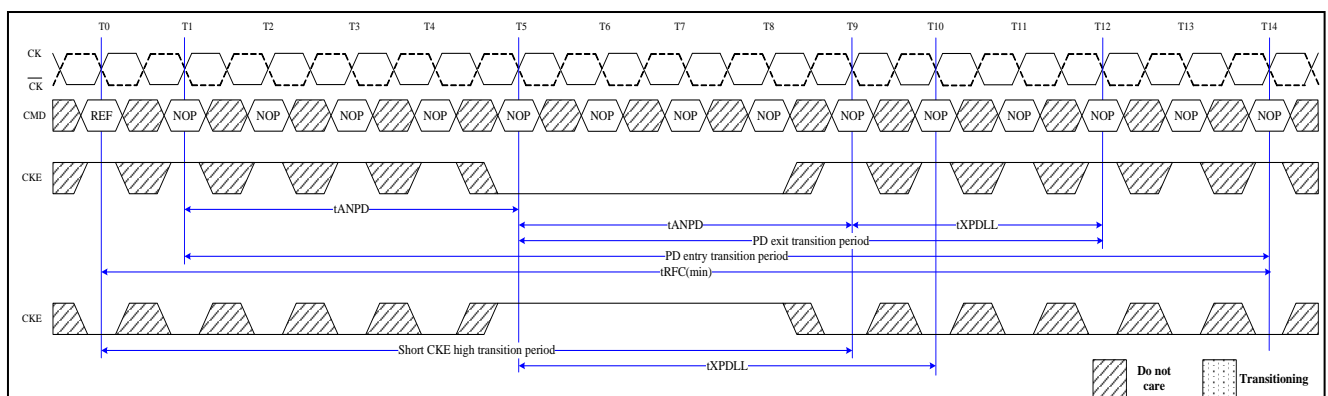 T0 T1 T2 T3 T4 T5 T6 T7 T8 T9 T10 T11 T12 T13 T14
CK
CK
CMD REF NOP NOP NOP NOP NOP NOP NOP NOP NOP NOP NOP NOP NOP NOP
CKE
tANPD
tANPD tXPDLL
PD exit transition period
PD entry transition period
tRFC(min)
CKE
Short CKE high transition period
tXPDLL
Do not care
Transitioning